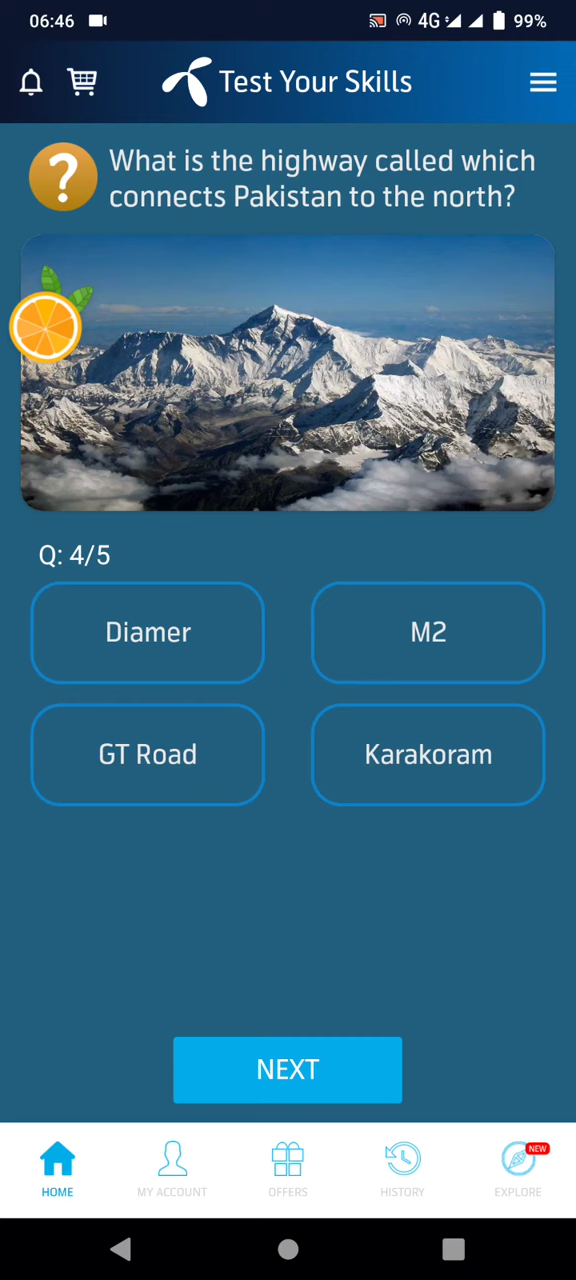 06:46 4G 99%
Test Your Skills
? What is the highway called which
connects Pakistan to the north?
Q: 4/5
Diamer M2
GT Road Karakoram
NEXT
NEW
HOME MY ACCOUNT OFFERS HISTORY EXPLORE